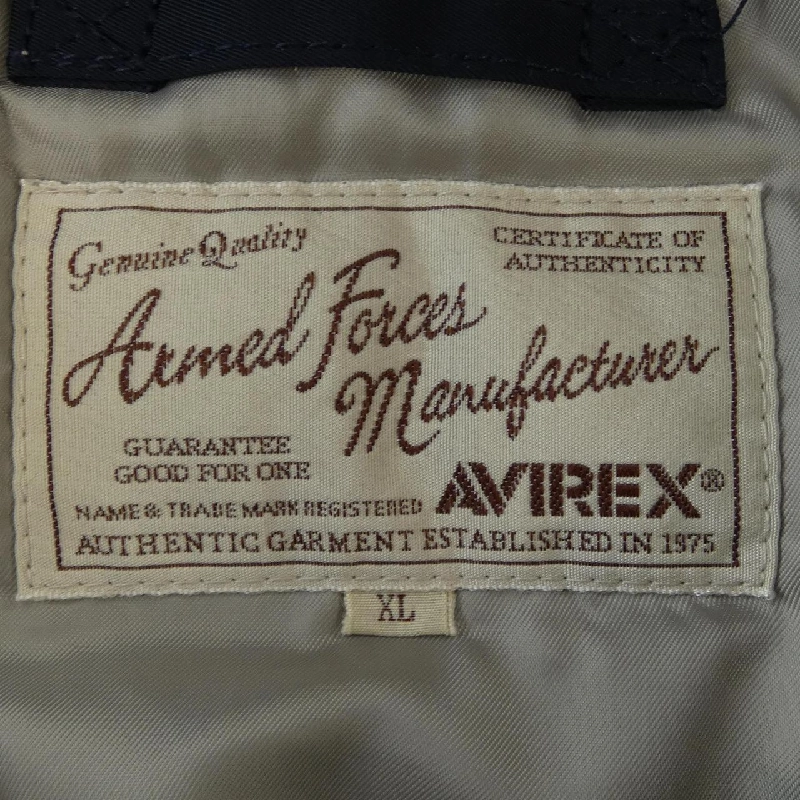 Genuine Quality
CERTIFICATE OF
AUTHENTICITY
Armed Forces
Manufacturer
GUARANTEE
GOOD FOR ONE
NAME & TRADE MARK REGISTERED
AVIREX®
AUTHENTIC GARMENT ESTABLISHED IN 1975
XL